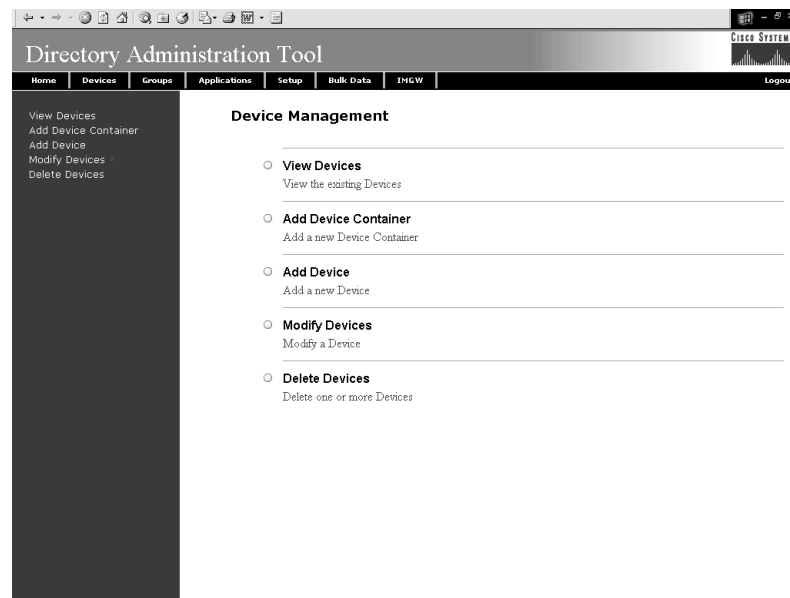 Directory Administration Tool
CISCO SYSTEM
Home Devices Groups Applications Setup Bulk Data IMGW Logou
View Devices
Add Device Container
Add Device
Modify Devices
Delete Devices
Device Management
View Devices
View the existing Devices
Add Device Container
Add a new Device Container
Add Device
Add a new Device
Modify Devices
Modify a Device
Delete Devices
Delete one or more Devices